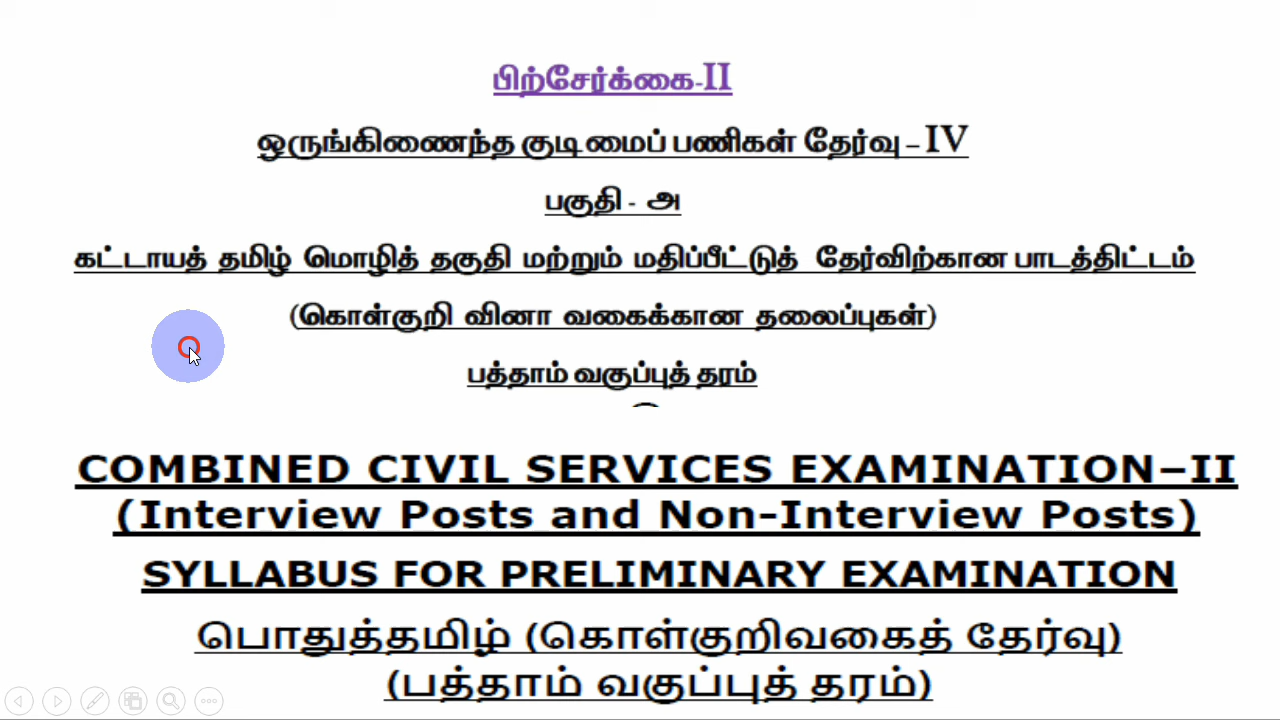 பிற்சேர்க்கை-II
ஒருங்கிணைந்த குடிமைப் பணிகள் தேர்வு – IV
பகுதி - அ
கட்டாயத் தமிழ் மொழித் தகுதி மற்றும் மதிப்பீட்டுத் தேர்விற்கான பாடத்திட்டம்
(கொள்குறி வினா வகைக்கான தலைப்புகள்)
பத்தாம் வகுப்புத் தரம்
COMBINED CIVIL SERVICES EXAMINATION–II
(Interview Posts and Non-Interview Posts)
SYLLABUS FOR PRELIMINARY EXAMINATION
பொதுத்தமிழ் (கொள்குறிவகைத் தேர்வு)
(பத்தாம் வகுப்புத் தரம்)